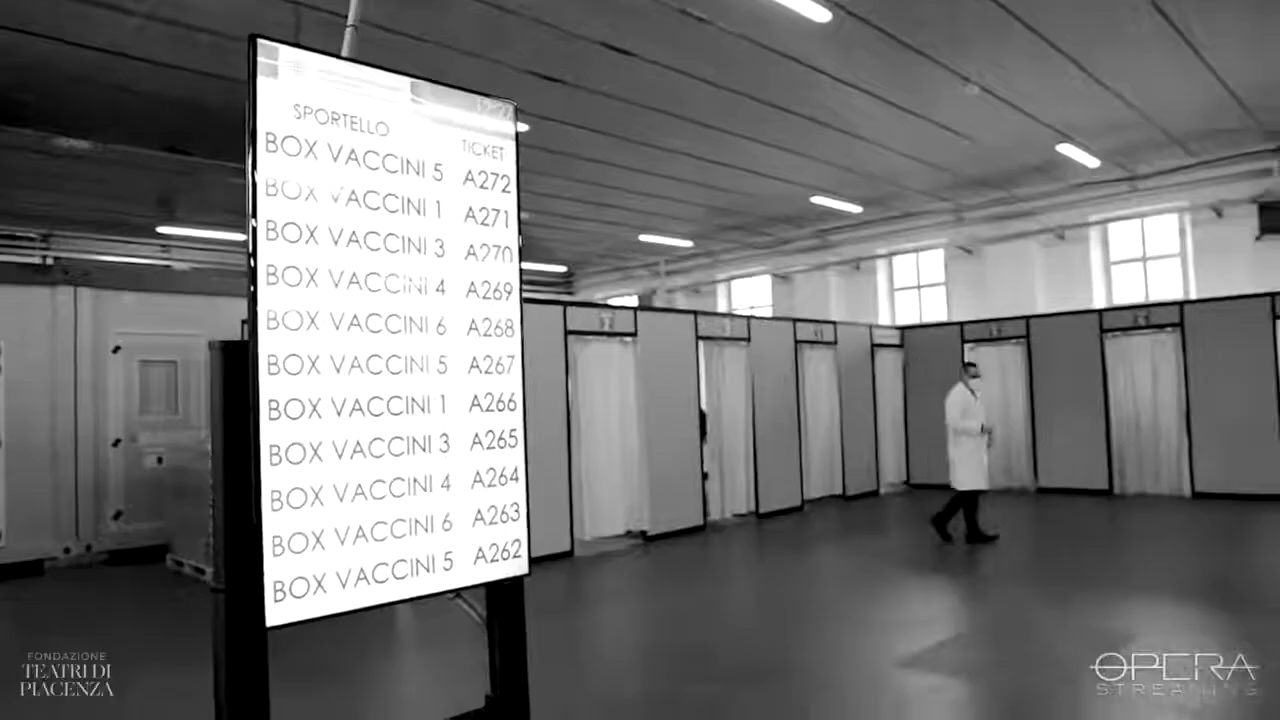 SPORTELLO TICKET
BOX VACCINI 5 A272
BOX VACCINI 1 A271
BOX VACCINI 3 A270
BOX VACCINI 4 A269
BOX VACCINI 6 A268
BOX VACCINI 5 A267
BOX VACCINI 1 A266
BOX VACCINI 3 A265
BOX VACCINI 4 A264
BOX VACCINI 6 A263
BOX VACCINI 5 A262
FONDAZIONE
TEATRI DI
PIACENZA
OPERA
STREAMING